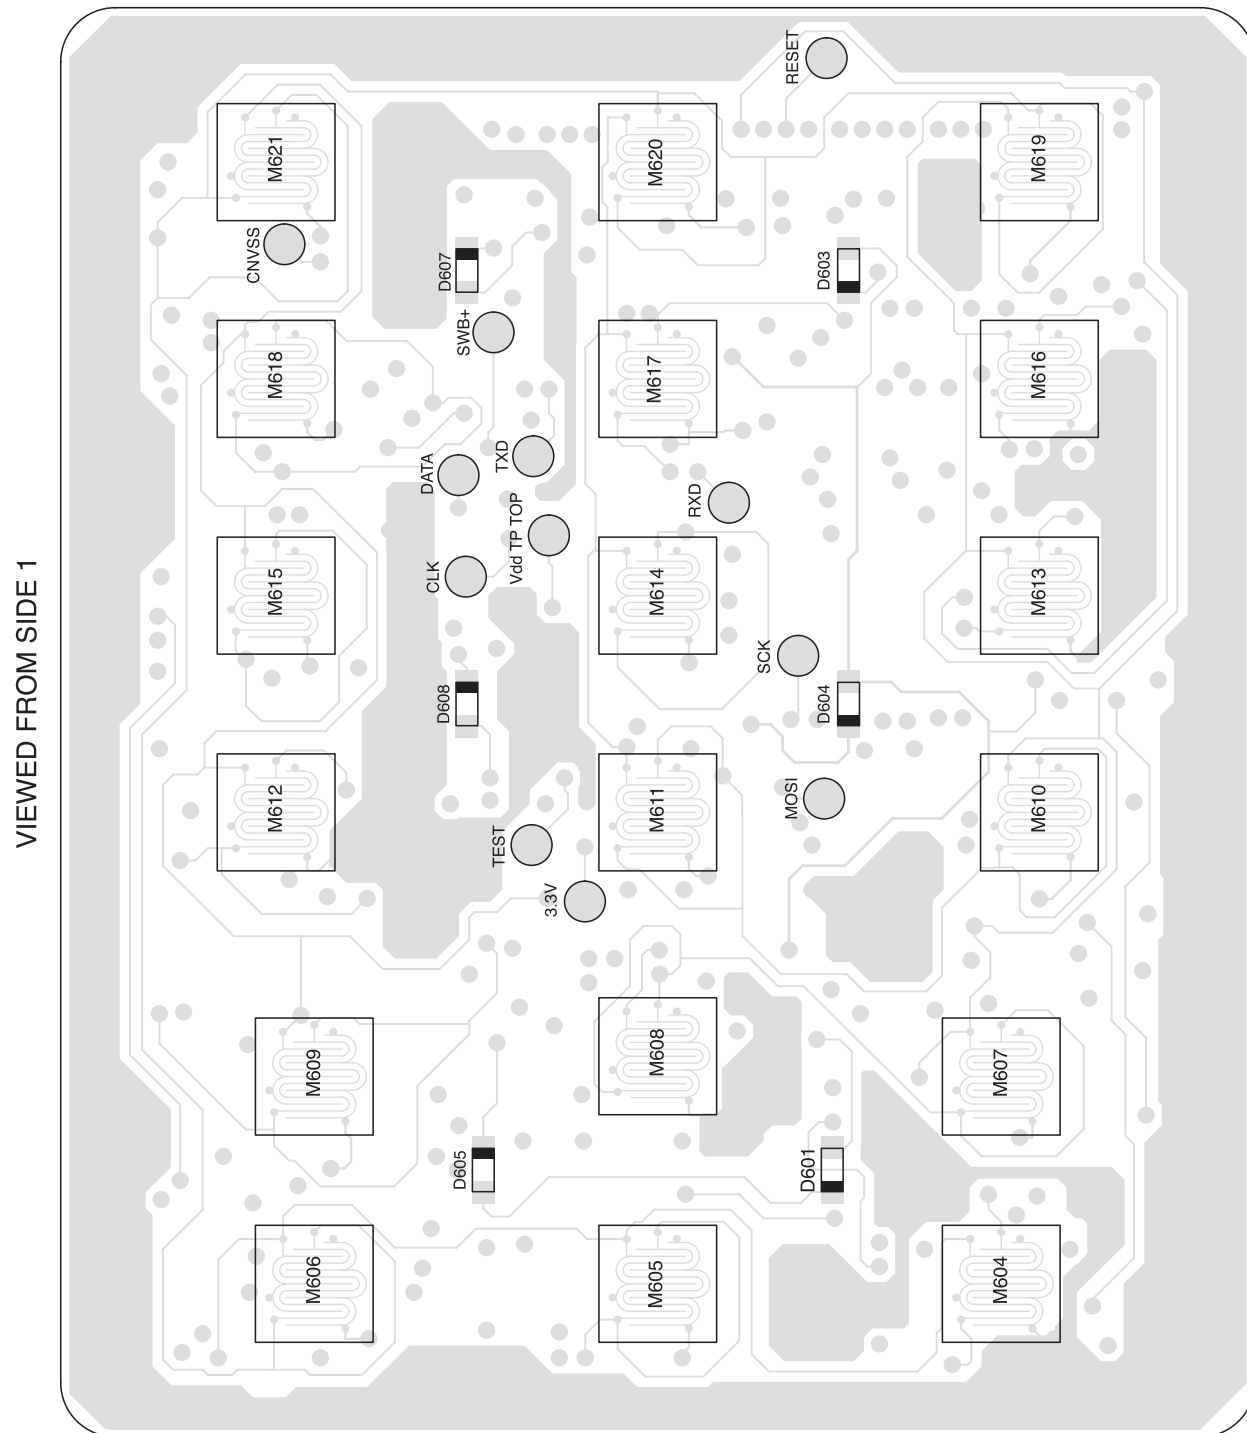 VIEWED FROM SIDE 1
RESET
M621
M620
M619
CNVSS
D607
D603
SWB+
M618
M617
M616
DATA
TXD
RXD
Vdd TP TOP
CLK
M615
M614
M613
SCK
D608
D604
M612
M611
M610
MOSI
TEST
3.3V
M609
M608
M607
D605
D601
M606
M605
M604